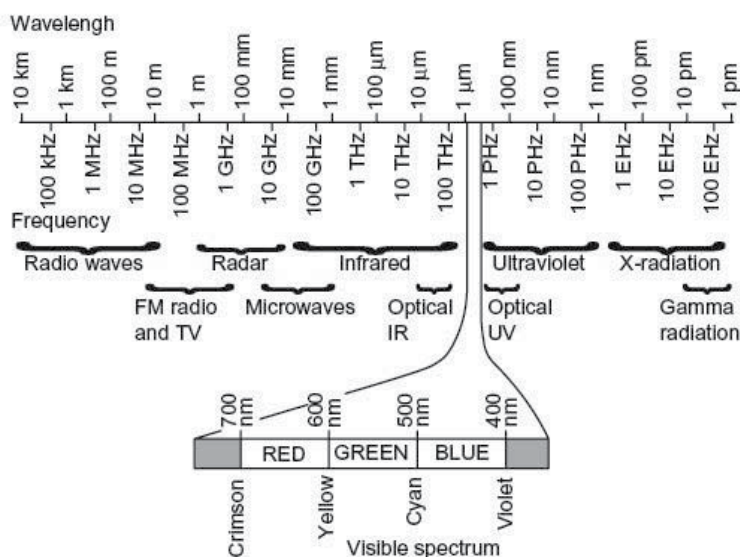 Wavelengh
10 km
1 km
100 m
10 m
1 m
100 mm
10 mm
1 mm
100 μm
10 μm
1 μm
100 nm
10 nm
1 nm
100 pm
10 pm
1 pm
100 kHz
1 MHz
10 MHz
100 MHz
1 GHz
10 GHz
100 GHz
1 THz
10 THz
100 THz
1 PHz
10 PHz
100 PHz
1 EHz
10 EHz
100 EHz
Frequency
Radio waves
Radar
Infrared
Ultraviolet
X-radiation
FM radio
and TV
Microwaves
Optical
IR
Optical
UV
Gamma
radiation
700
nm
600
nm
500
nm
400
nm
RED
GREEN
BLUE
Crimson
Yellow
Cyan
Violet
Visible spectrum